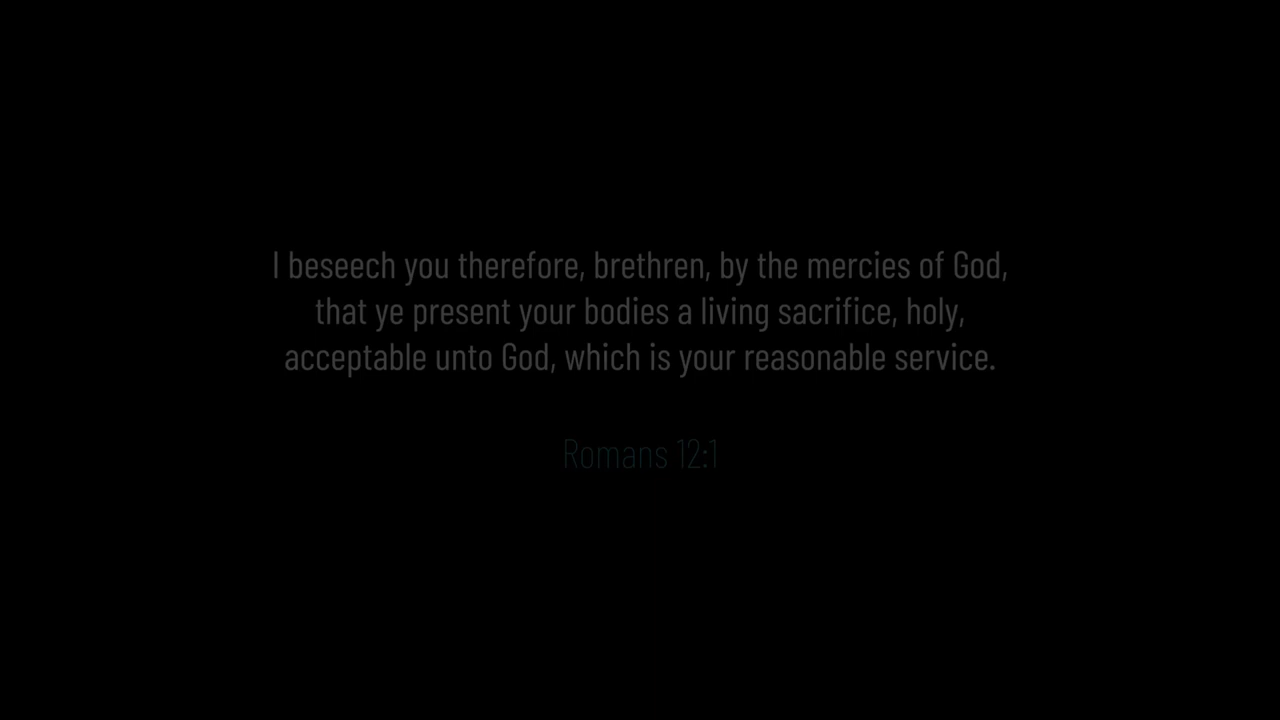 I beseech you therefore, brethren, by the mercies of God,
that ye present your bodies a living sacrifice, holy,
acceptable unto God, which is your reasonable service.
Romans 12:1